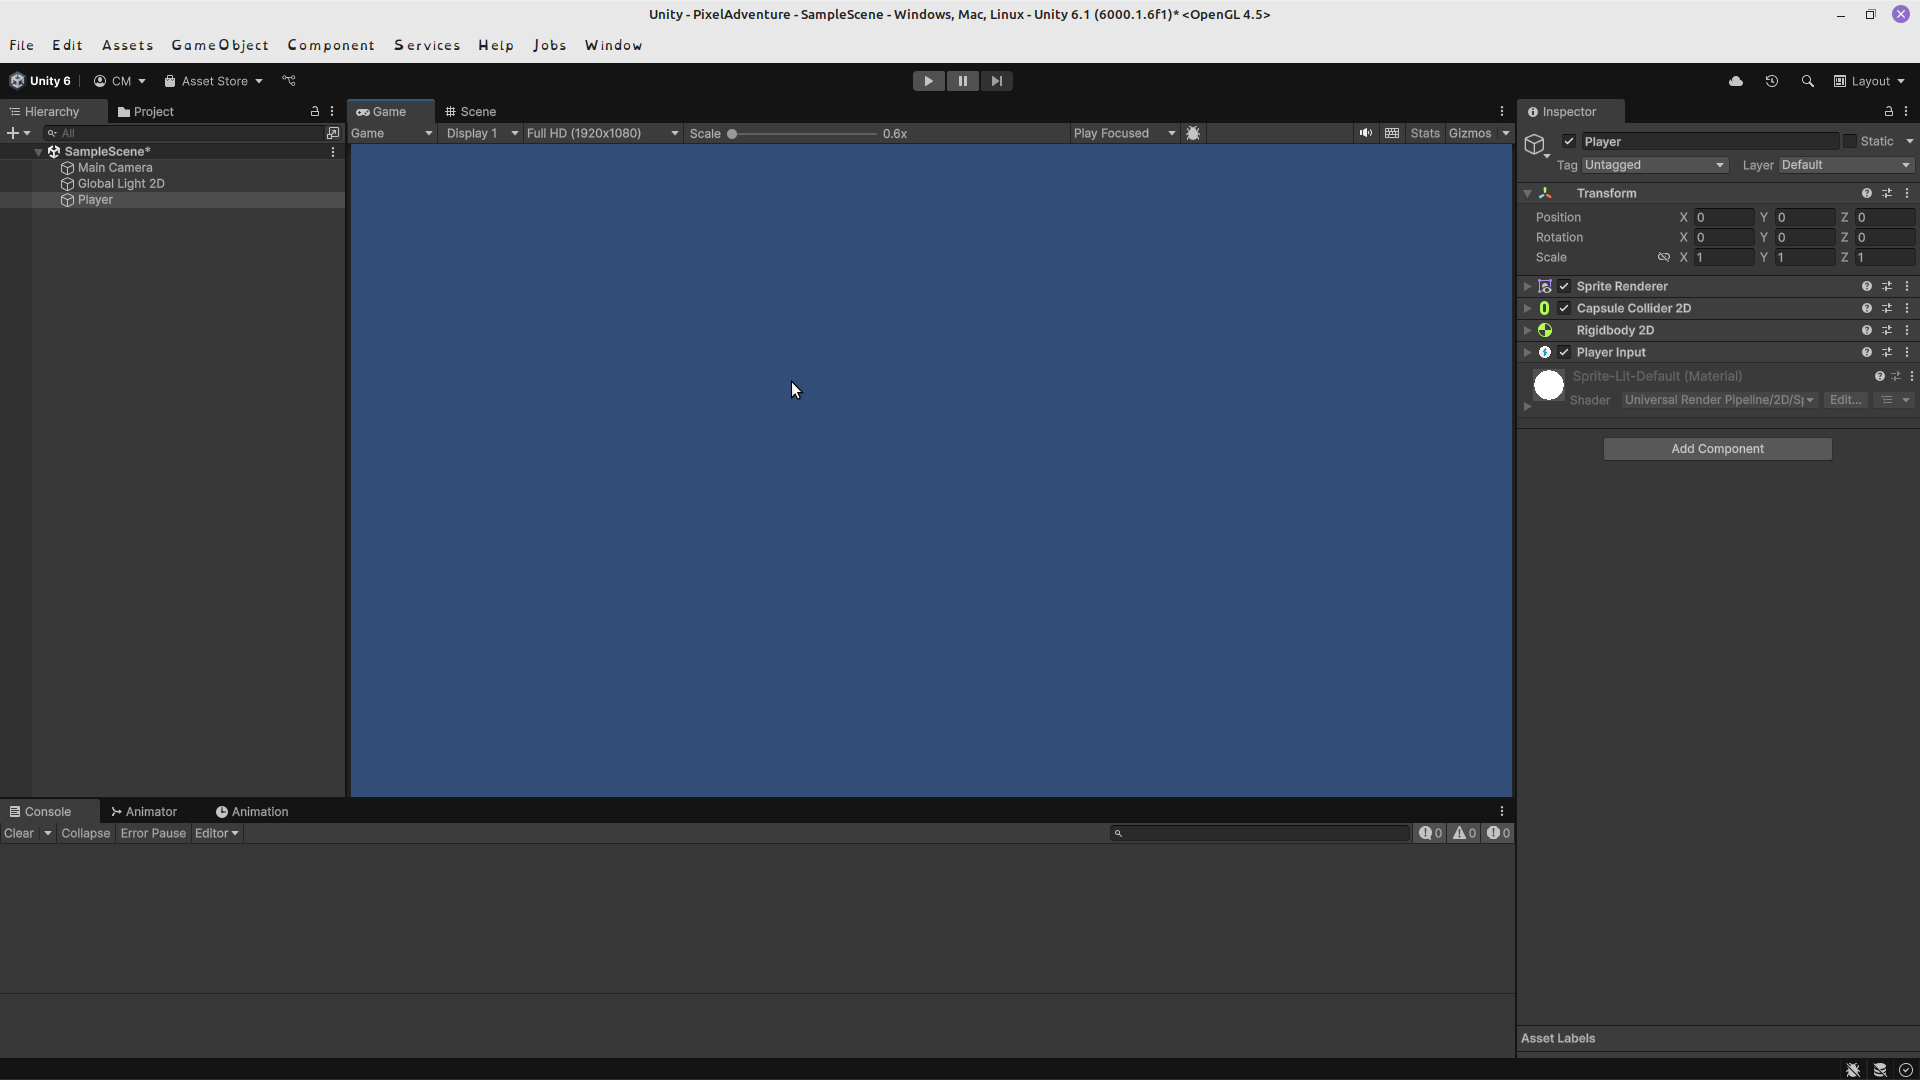 Unity - PixelAdventure - SampleScene - Windows, Mac, Linux - Unity 6.1 (6000.1.6f1)* <OpenGL 4.5>
File Edit Assets GameObject Component Services Help Jobs Window
Unity 6 CM Asset Store Layout
Hierarchy Project Game Scene Inspector
All Game Display 1 Full HD (1920x1080) Scale 0.6x Play Focused Stats Gizmos
Player Static
SampleScene*
Tag Untagged Layer Default
Main Camera
Global Light 2D
Player
Transform
Position X 0 Y 0 Z 0
Rotation X 0 Y 0 Z 0
Scale X 1 Y 1 Z 1
Sprite Renderer
Capsule Collider 2D
Rigidbody 2D
Player Input
Sprite-Lit-Default (Material)
Shader Universal Render Pipeline/2D/Sp Edit...
Add Component
Console Animator Animation
Clear Collapse Error Pause Editor 0 0 0
Asset Labels